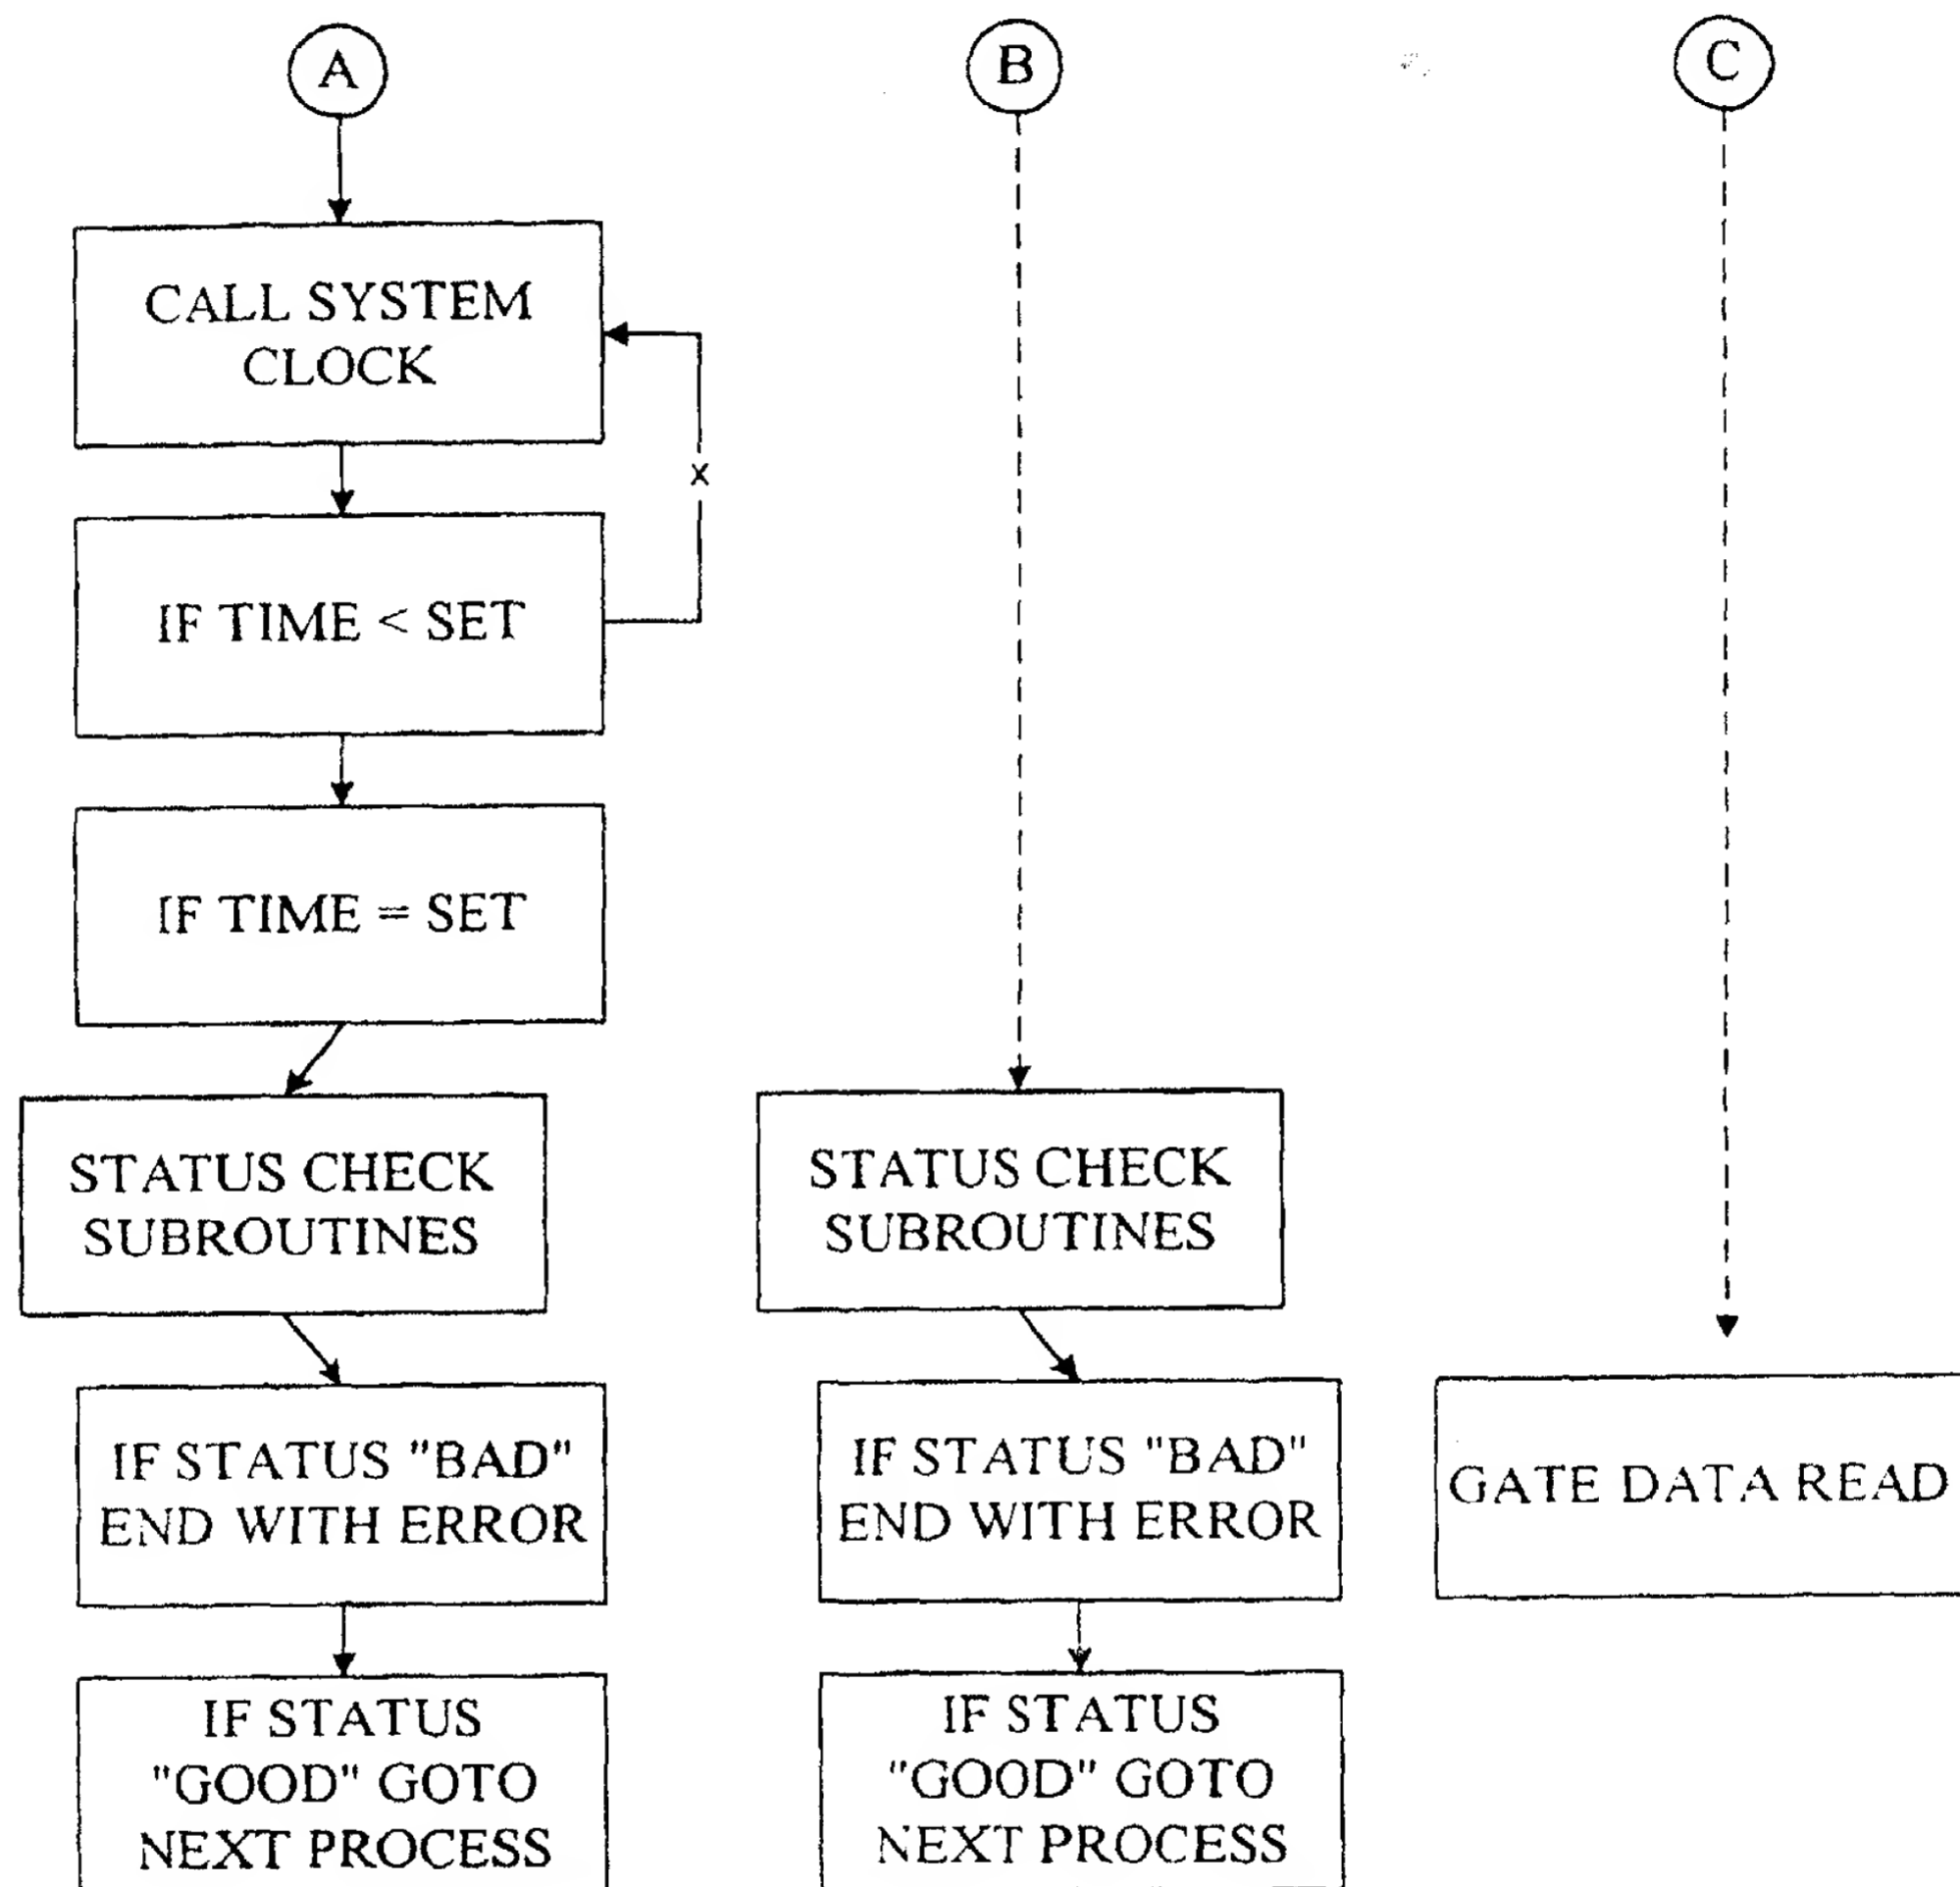 A
B
C
CALL SYSTEM
CLOCK
x
IF TIME < SET
IF TIME = SET
STATUS CHECK
SUBROUTINES
STATUS CHECK
SUBROUTINES
IF STATUS "BAD"
END WITH ERROR
IF STATUS "BAD"
END WITH ERROR
GATE DATA READ
IF STATUS
"GOOD" GOTO
NEXT PROCESS
IF STATUS
"GOOD" GOTO
NEXT PROCESS